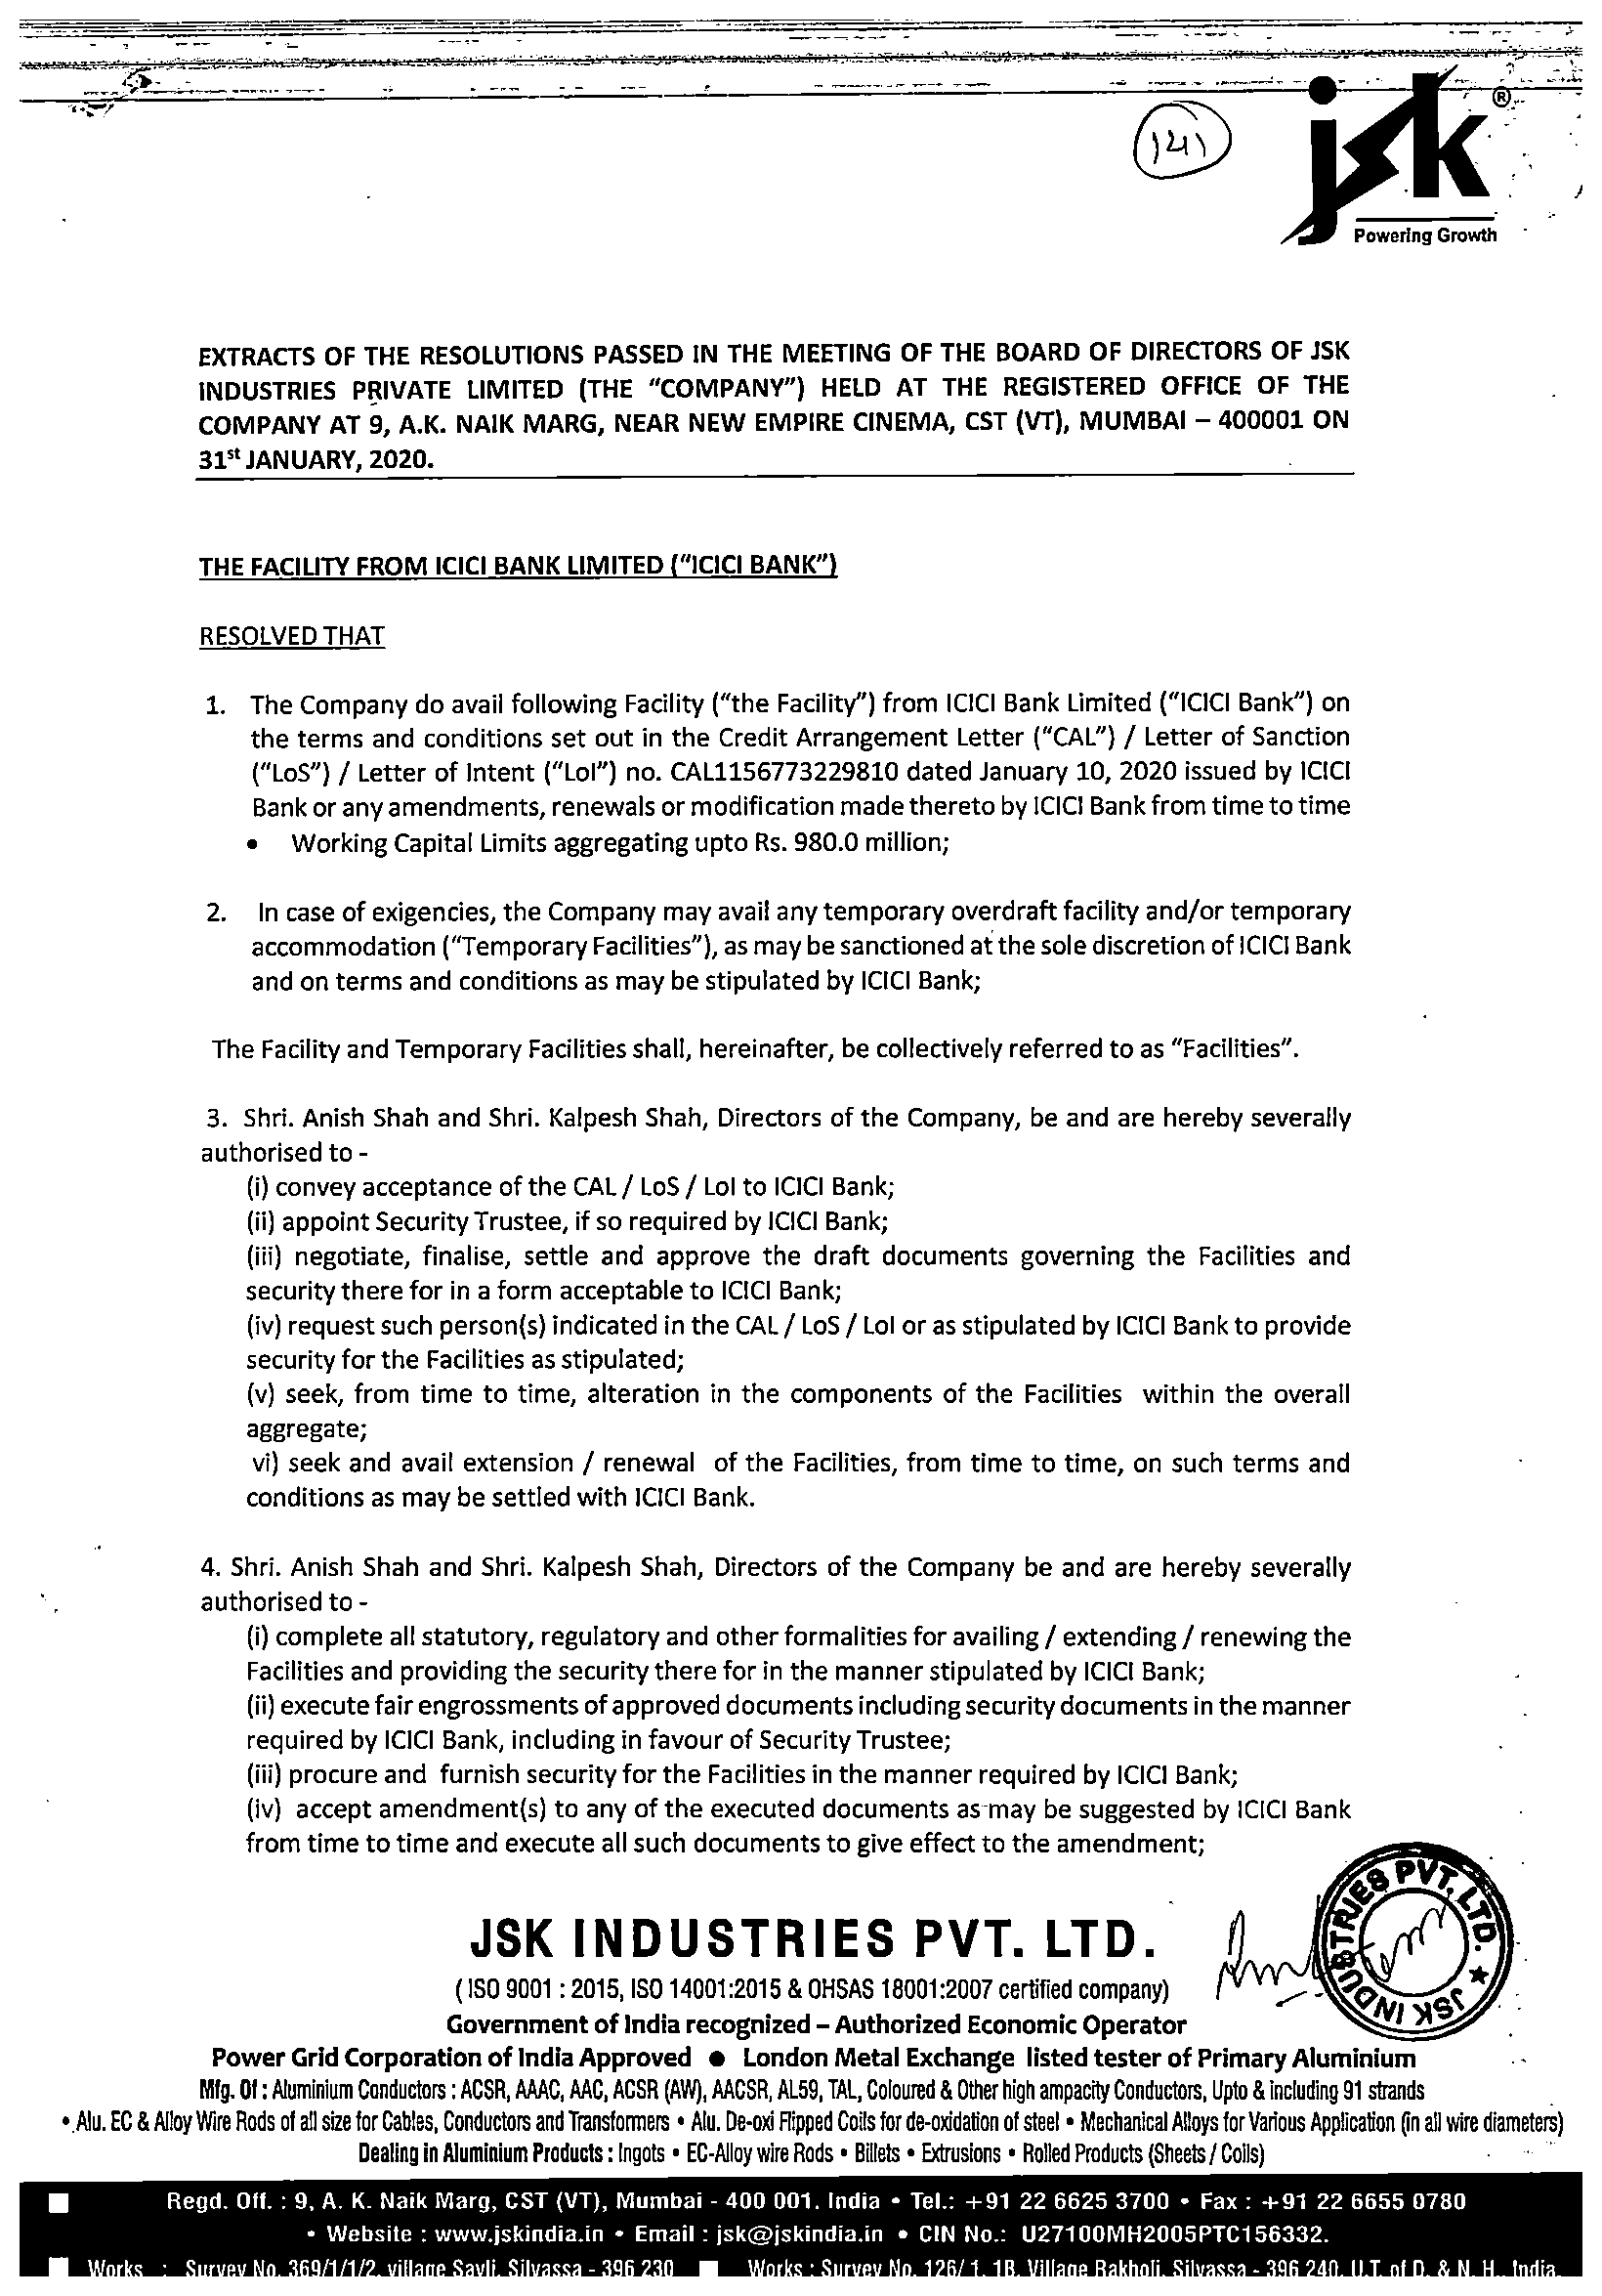 141
jsk ®
Powering Growth
EXTRACTS OF THE RESOLUTIONS PASSED IN THE MEETING OF THE BOARD OF DIRECTORS OF JSK
INDUSTRIES PRIVATE LIMITED (THE "COMPANY") HELD AT THE REGISTERED OFFICE OF THE
COMPANY AT 9, A.K. NAIK MARG, NEAR NEW EMPIRE CINEMA, CST (VT), MUMBAI – 400001 ON
31st JANUARY, 2020.
THE FACILITY FROM ICICI BANK LIMITED ("ICICI BANK")
RESOLVED THAT
1. The Company do avail following Facility ("the Facility") from ICICI Bank Limited ("ICICI Bank") on
the terms and conditions set out in the Credit Arrangement Letter ("CAL") / Letter of Sanction
("LoS") / Letter of Intent ("LoI") no. CAL1156773229810 dated January 10, 2020 issued by ICICI
Bank or any amendments, renewals or modification made thereto by ICICI Bank from time to time
• Working Capital Limits aggregating upto Rs. 980.0 million;
2. In case of exigencies, the Company may avail any temporary overdraft facility and/or temporary
accommodation ("Temporary Facilities"), as may be sanctioned at the sole discretion of ICICI Bank
and on terms and conditions as may be stipulated by ICICI Bank;
The Facility and Temporary Facilities shall, hereinafter, be collectively referred to as "Facilities".
3. Shri. Anish Shah and Shri. Kalpesh Shah, Directors of the Company, be and are hereby severally
authorised to -
(i) convey acceptance of the CAL / LoS / LoI to ICICI Bank;
(ii) appoint Security Trustee, if so required by ICICI Bank;
(iii) negotiate, finalise, settle and approve the draft documents governing the Facilities and
security there for in a form acceptable to ICICI Bank;
(iv) request such person(s) indicated in the CAL / LoS / LoI or as stipulated by ICICI Bank to provide
security for the Facilities as stipulated;
(v) seek, from time to time, alteration in the components of the Facilities within the overall
aggregate;
vi) seek and avail extension / renewal of the Facilities, from time to time, on such terms and
conditions as may be settled with ICICI Bank.
4. Shri. Anish Shah and Shri. Kalpesh Shah, Directors of the Company be and are hereby severally
authorised to -
(i) complete all statutory, regulatory and other formalities for availing / extending / renewing the
Facilities and providing the security there for in the manner stipulated by ICICI Bank;
(ii) execute fair engrossments of approved documents including security documents in the manner
required by ICICI Bank, including in favour of Security Trustee;
(iii) procure and furnish security for the Facilities in the manner required by ICICI Bank;
(iv) accept amendment(s) to any of the executed documents as may be suggested by ICICI Bank
from time to time and execute all such documents to give effect to the amendment;
JSK INDUSTRIES PVT. LTD. ★
JSK INDUSTRIES PVT. LTD.
( ISO 9001 : 2015, ISO 14001:2015 & OHSAS 18001:2007 certified company)
Government of India recognized – Authorized Economic Operator
Power Grid Corporation of India Approved ● London Metal Exchange listed tester of Primary Aluminium
Mfg. Of : Aluminium Conductors : ACSR, AAAC, AAC, ACSR (AW), AACSR, AL59, TAL, Coloured & Other high ampacity Conductors, Upto & including 91 strands
• Alu. EC & Alloy Wire Rods of all size for Cables, Conductors and Transformers • Alu. De-oxi Flipped Coils for de-oxidation of steel • Mechanical Alloys for Various Application (in all wire diameters)
Dealing in Aluminium Products : Ingots • EC-Alloy wire Rods • Billets • Extrusions • Rolled Products (Sheets / Coils)
Regd. Off. : 9, A. K. Naik Marg, CST (VT), Mumbai - 400 001. India • Tel.: +91 22 6625 3700 • Fax : +91 22 6655 0780
• Website : www.jskindia.in • Email : jsk@jskindia.in • CIN No.: U27100MH2005PTC156332.
Works : Survey No. 369/1/1/2, village Sayli, Silvassa - 396 230 Works : Survey No. 126/ 1, 1B, Village Rakholi, Silvassa - 396 240. U.T. of D. & N. H., India.